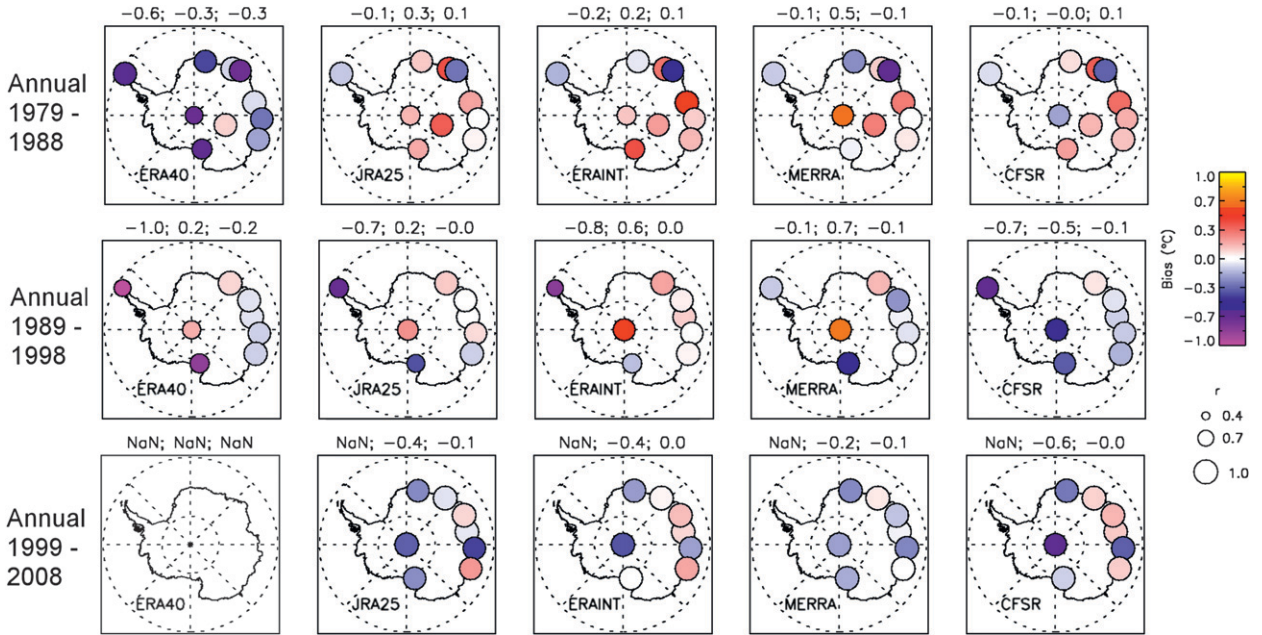 -0.6; -0.3; -0.3
-0.1; 0.3; 0.1
-0.2; 0.2; 0.1
-0.1; 0.5; -0.1
-0.1; -0.0; 0.1
Annual
1979 -
1988
ERA40
JRA25
ERAINT
MERRA
CFSR
-1.0; 0.2; -0.2
-0.7; 0.2; -0.0
-0.8; 0.6; 0.0
-0.1; 0.7; -0.1
-0.7; -0.5; -0.1
Annual
1989 -
1998
ERA40
JRA25
ERAINT
MERRA
CFSR
NaN; NaN; NaN
NaN; -0.4; -0.1
NaN; -0.4; 0.0
NaN; -0.2; -0.1
NaN; -0.6; -0.0
Annual
1999 -
2008
ERA40
JRA25
ERAINT
MERRA
CFSR
1.0
0.7
0.3
0.0
-0.3
-0.7
-1.0
Bias (°C)
r
0.4
0.7
1.0